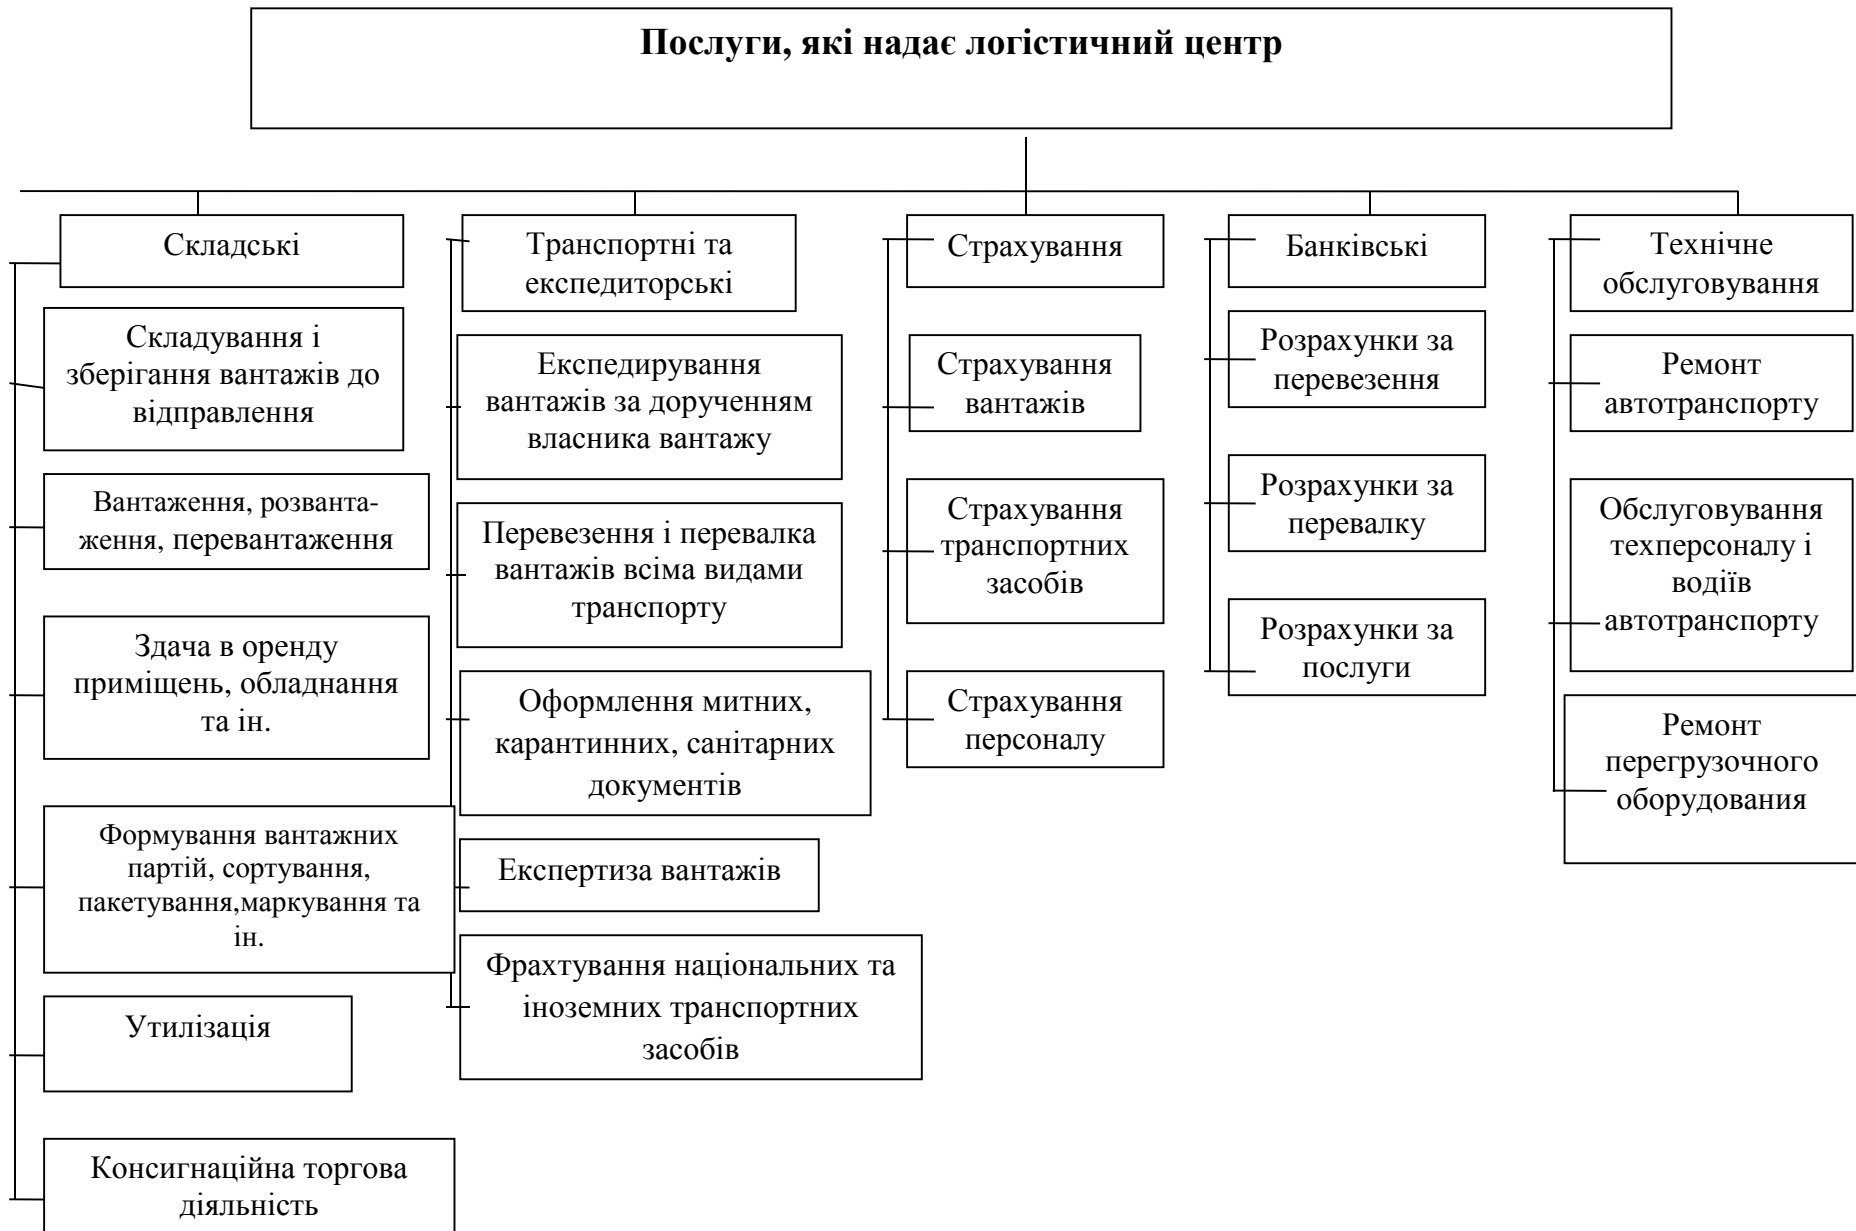 Послуги, які надає логістичний центр
Складські
Складування і
зберігання вантажів до
відправлення
Вантаження, розванта-
ження, перевантаження
Здача в оренду
приміщень, обладнання
та ін.
Формування вантажних
партій, сортування,
пакетування,маркування та
ін.
Утилізація
Консигнаційна торгова
діяльність
Транспортні та
експедиторські
Експедирування
вантажів за дорученням
власника вантажу
Перевезення і перевалка
вантажів всіма видами
транспорту
Оформлення митних,
карантинних, санітарних
документів
Експертиза вантажів
Фрахтування національних та
іноземних транспортних
засобів
Страхування
Страхування
вантажів
Страхування
транспортних
засобів
Страхування
персоналу
Банківські
Розрахунки за
перевезення
Розрахунки за
перевалку
Розрахунки за
послуги
Технічне
обслуговування
Ремонт
автотранспорту
Обслуговування
техперсоналу і
водіїв
автотранспорту
Ремонт
перегрузочного
оборудования